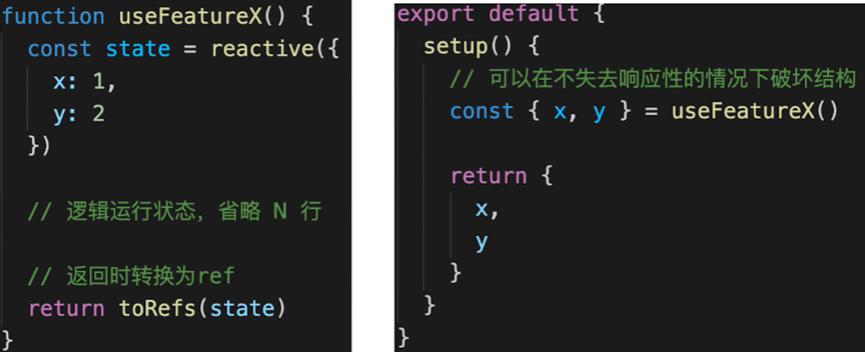 function useFeatureX() {
  const state = reactive({
    x: 1,
    y: 2
  })
  // 逻辑运行状态，省略 N 行
  // 返回时转换为ref
  return toRefs(state)
}
export default {
  setup() {
    // 可以在不失去响应性的情况下破坏结构
    const { x, y } = useFeatureX()
    return {
      x,
      y
    }
  }
}